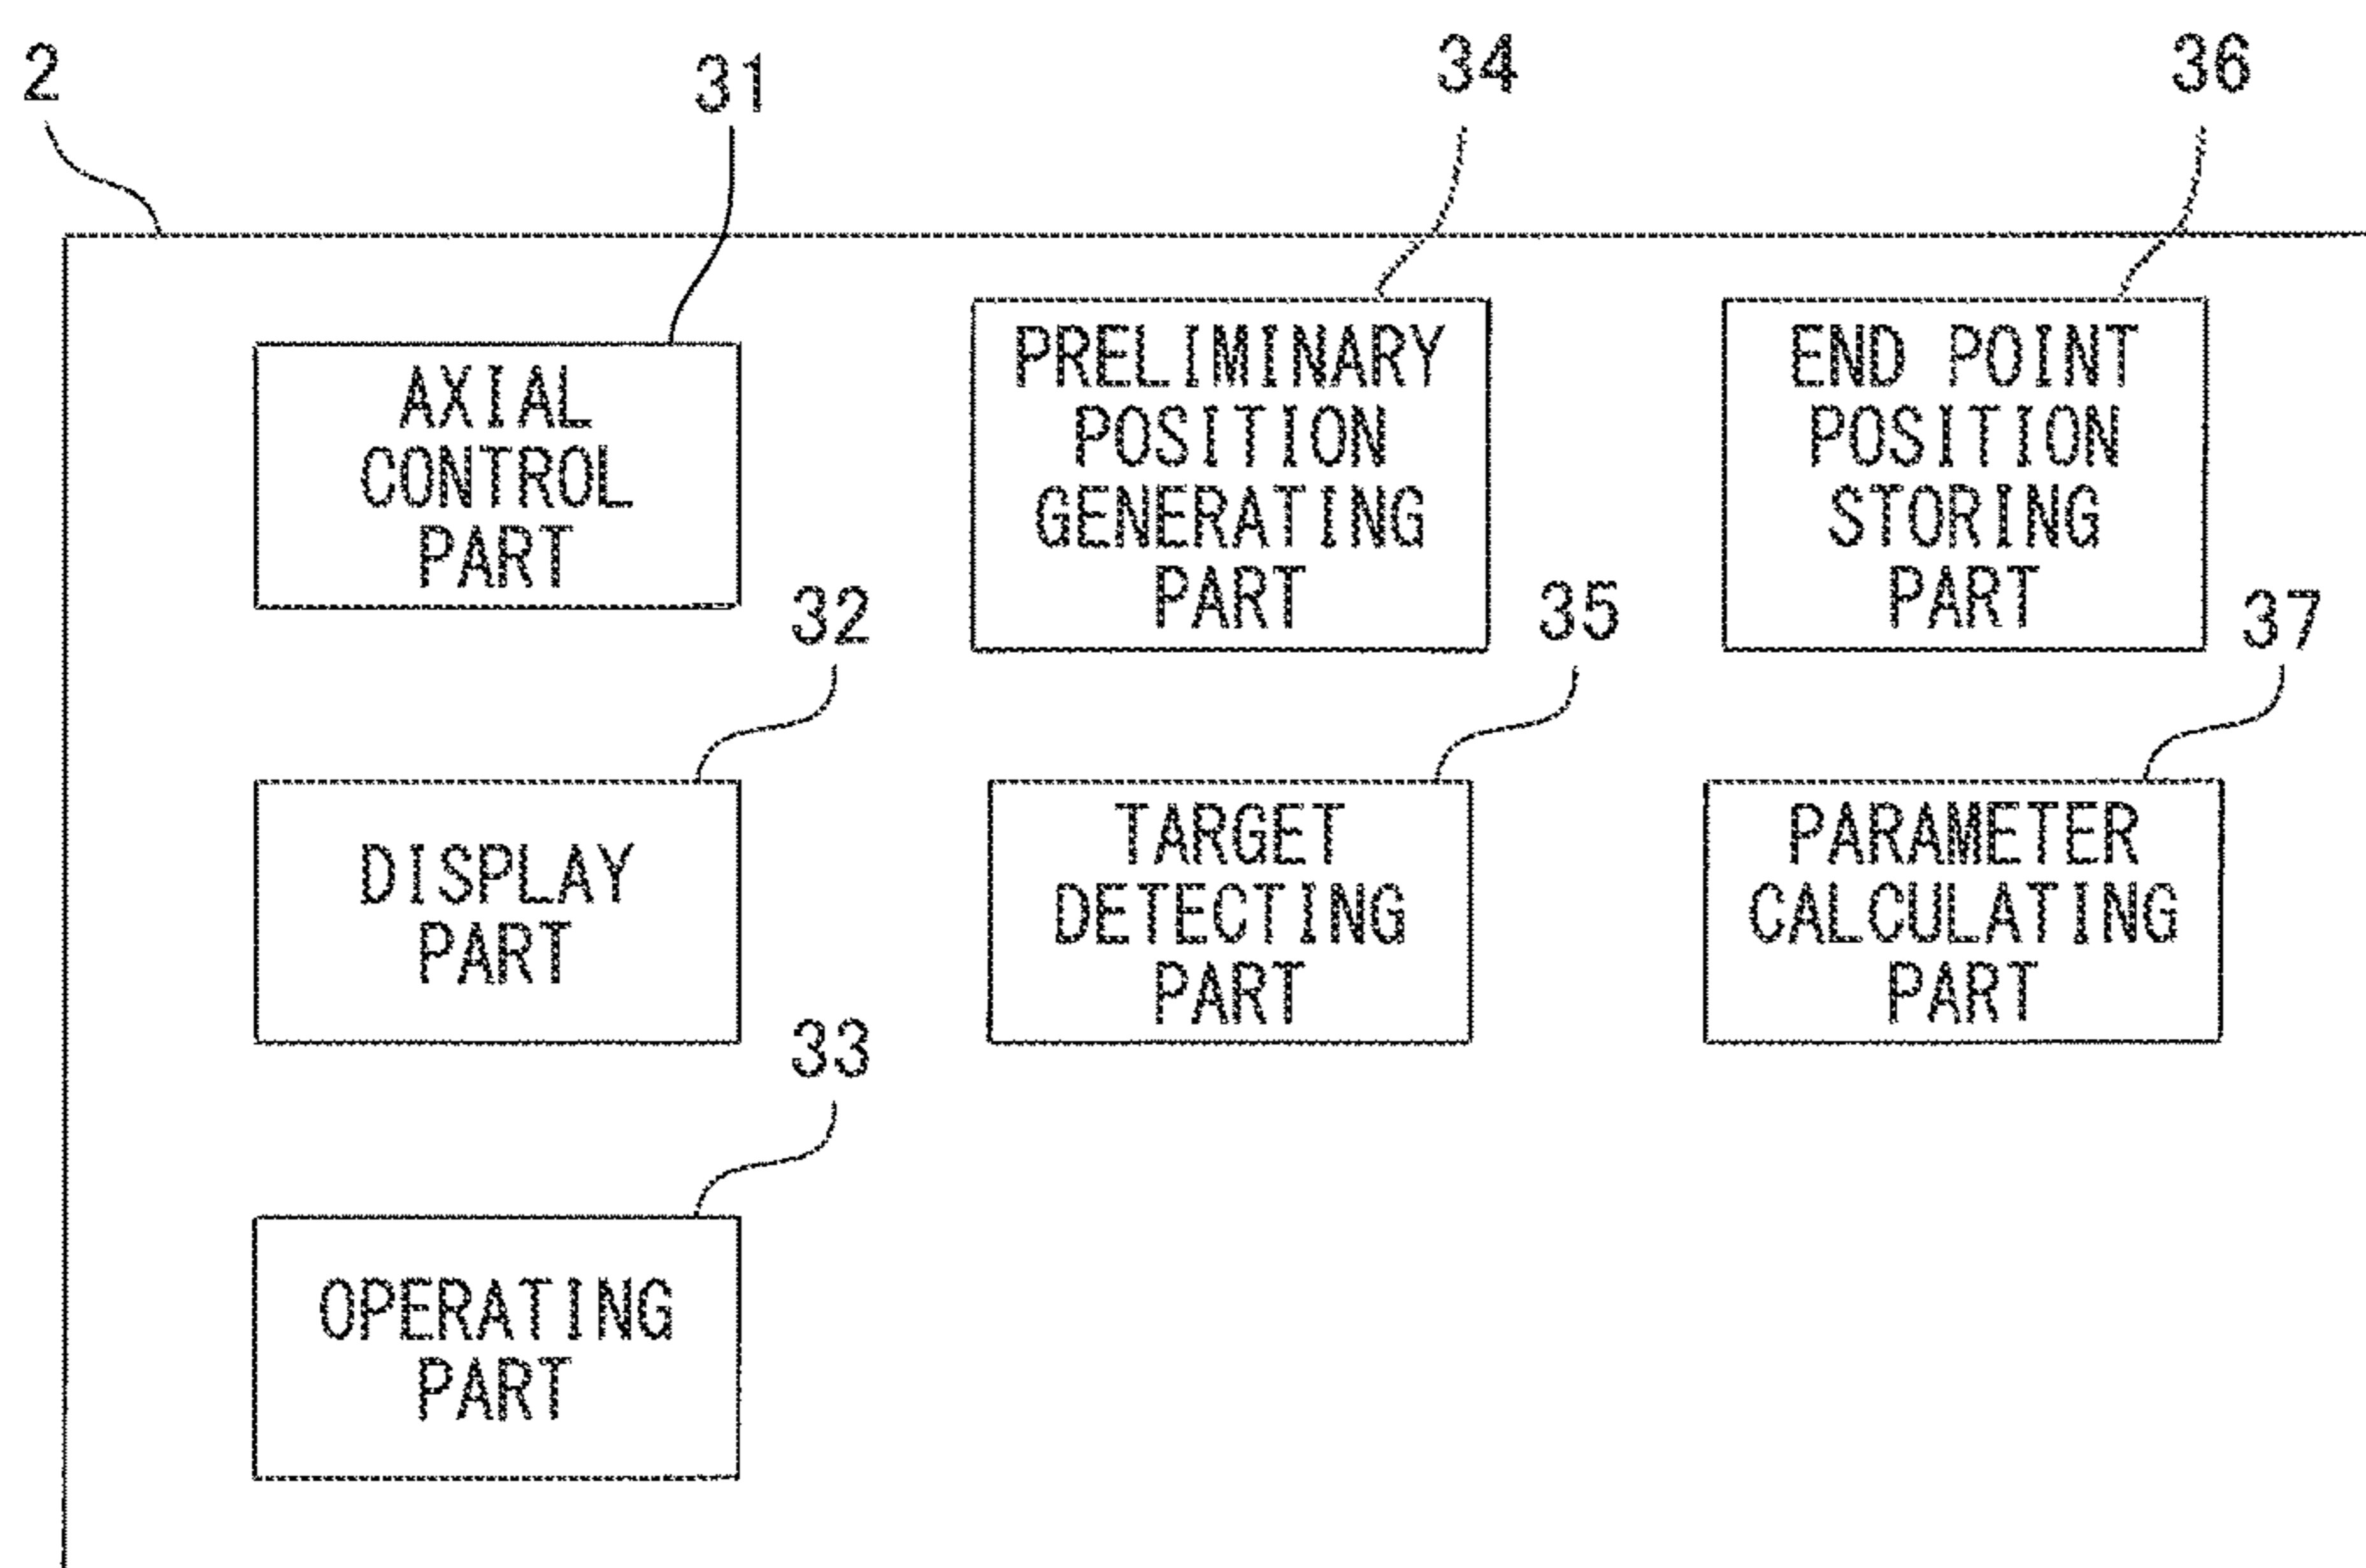 2
31
34
36
AXIAL
CONTROL
PART
PRELIMINARY
POSITION
GENERATING
PART
END POINT
POSITION
STORING
PART
32
35
37
DISPLAY
PART
TARGET
DETECTING
PART
PARAMETER
CALCULATING
PART
33
OPERATING
PART